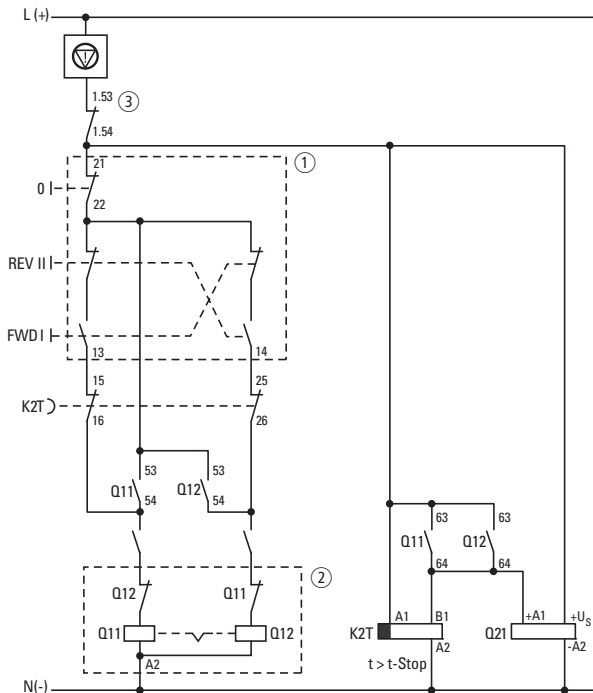 L (+)
!
1.53
3
1.54
21
1
0
22
REV II
FWD I
13
14
15
25
K2T
16
26
53
53
Q11
54
Q12
54
63
63
Q11
Q12
64
64
2
Q12
Q11
Q11
Q12
A2
K2T
A1
B1
A2
t > t-Stop
Q21
+A1
+Us
-A2
N(-)